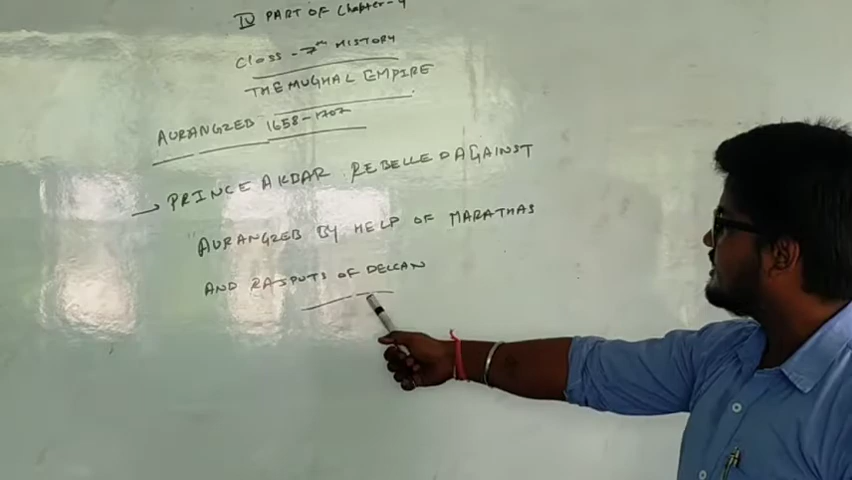 IV PART OF Chapter-4
Class - 7th HISTORY
THE MUGHAL EMPIRE
AURANGZEB 1658-1707
→ PRINCE AKBAR REBELLED AGAINST
AURANGZEB BY HELP OF MARATHAS
AND RAJPUTS OF DECCAN